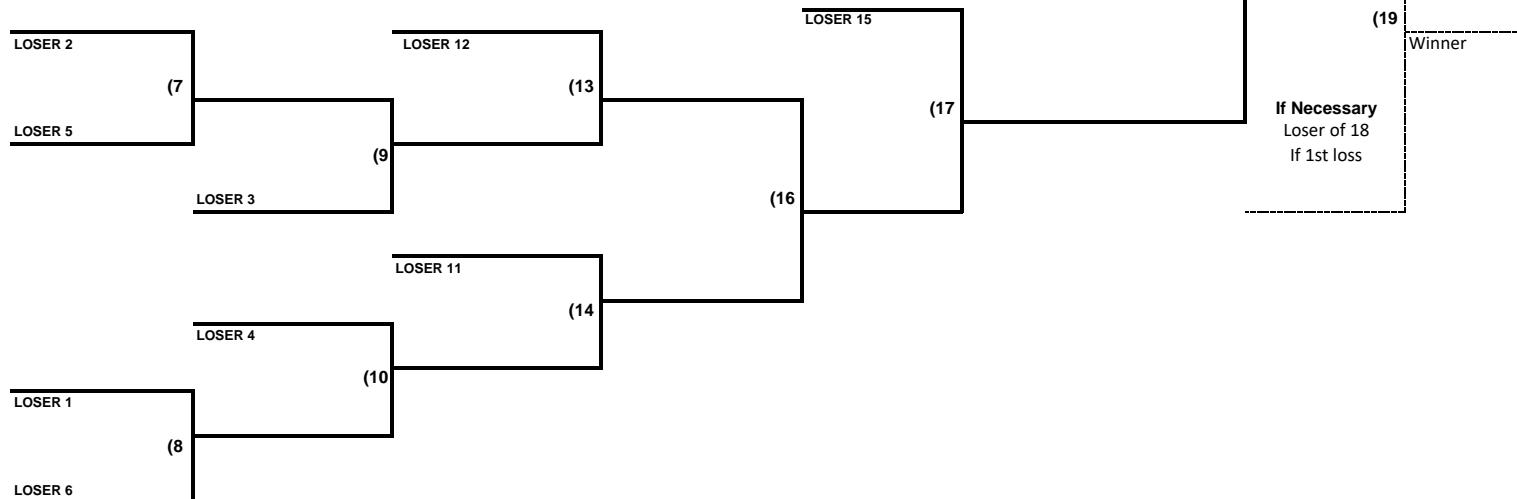 LOSER 15
(19
LOSER 2
LOSER 12
Winner
(7
(13
(17
If Necessary
Loser of 18
If 1st loss
LOSER 5
(9
LOSER 3
(16
LOSER 11
(14
LOSER 4
(10
LOSER 1
(8
LOSER 6